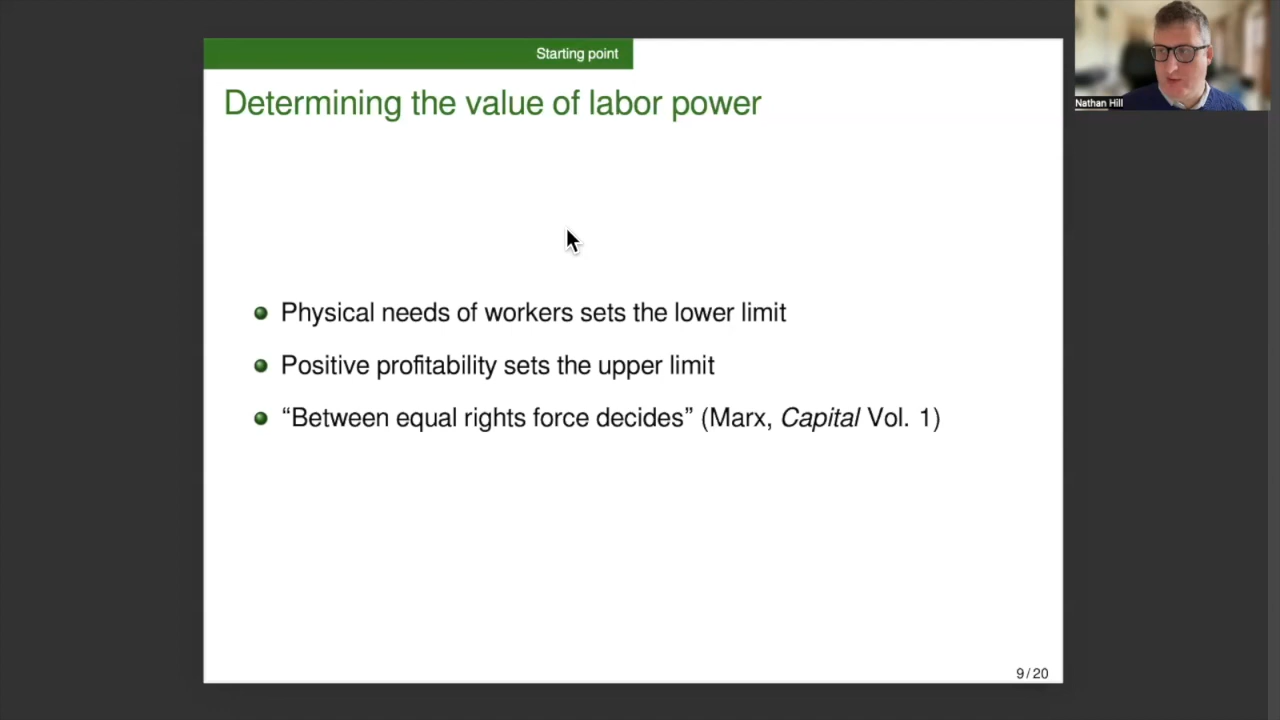 Starting point
Determining the value of labor power
Physical needs of workers sets the lower limit
Positive profitability sets the upper limit
“Between equal rights force decides” (Marx, Capital Vol. 1)
9 / 20
Nathan Hill